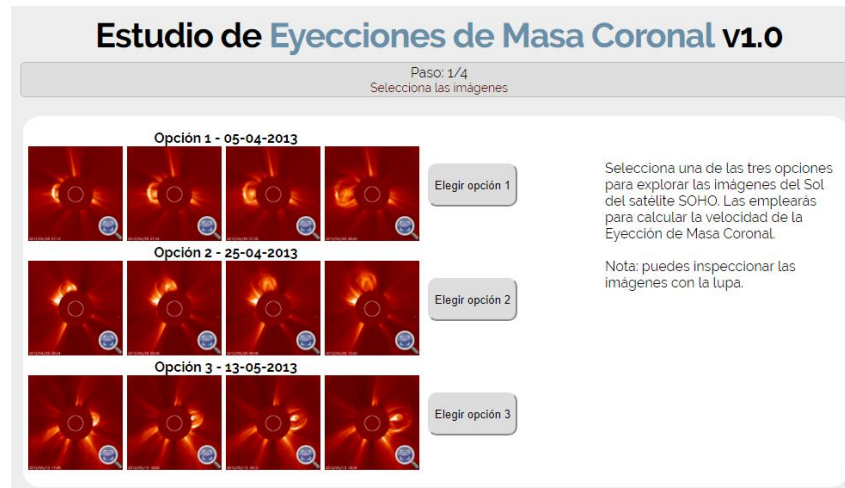 Estudio de Eyecciones de Masa Coronal v1.0
Paso: 1/4
Selecciona las imágenes
Opción 1 - 05-04-2013
Elegir opción 1
Opción 2 - 25-04-2013
Elegir opción 2
Opción 3 - 13-05-2013
Elegir opción 3
Selecciona una de las tres opciones
para explorar las imágenes del Sol
del satélite SOHO. Las emplearás
para calcular la velocidad de la
Eyección de Masa Coronal.
Nota: puedes inspeccionar las
imágenes con la lupa.